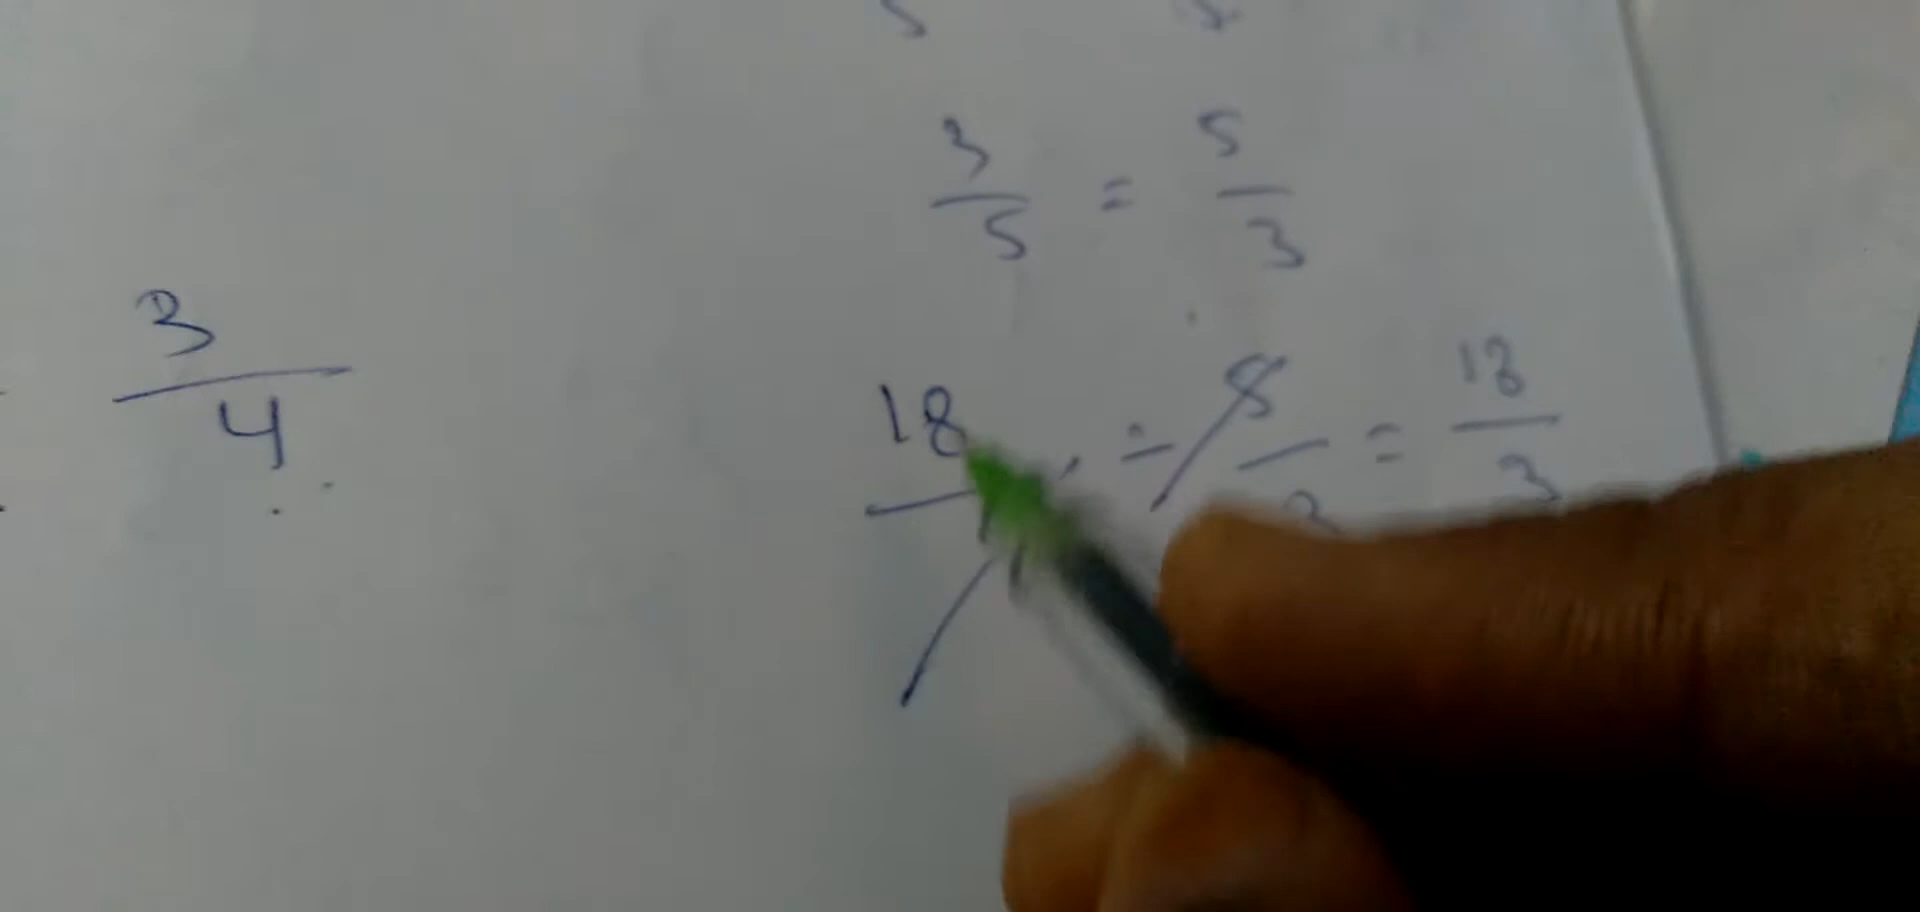 3/5 = 5/3
3/4
18/ ÷ 8/ = 18/3